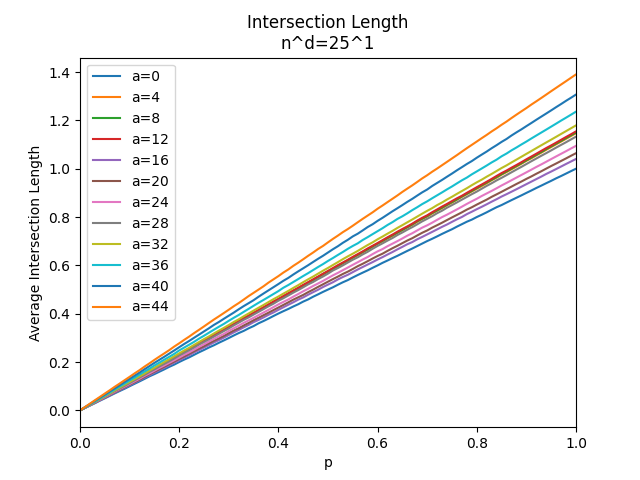 Intersection Length
n^d=25^1
Average Intersection Length
1.4
1.2
1.0
0.8
0.6
0.4
0.2
0.0
a=0
a=4
a=8
a=12
a=16
a=20
a=24
a=28
a=32
a=36
a=40
a=44
0.0 0.2 0.4 0.6 0.8 1.0
p